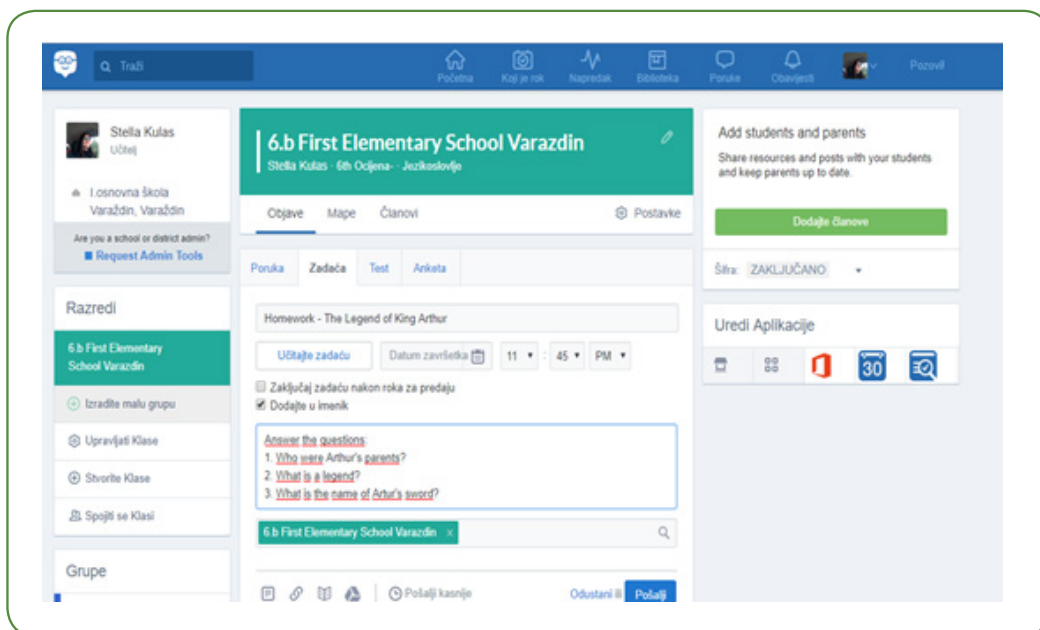 Traži
Početna
Koji je rok
Napredak
Biblioteka
Poruke
Obavijesti
Pozovi!
Stella Kulas
Učitelj
I.osnovna škola
Varaždin, Varaždin
Are you a school or district admin?
Request Admin Tools
Razredi
6.b First Elementary
School Varazdin
Izradite malu grupu
Upravljati Klase
Stvorite Klase
Spojiti se Klasi
Grupe
6.b First Elementary School Varazdin
Stella Kulas · 6th Ocjena- · Jezikoslovlje
Objave Mape Članovi Postavke
Poruka Zadaća Test Anketa
Homework - The Legend of King Arthur
Učitajte zadaću Datum završetka 11 : 45 PM
Zaključaj zadaću nakon roka za predaju
Dodajte u imenik
Answer the questions:
1. Who were Arthur's parents?
2. What is a legend?
3. What is the name of Artur's sword?
6.b First Elementary School Varazdin ×
Pošalji kasnije Odustani ili Pošalji
Add students and parents
Share resources and posts with your students
and keep parents up to date.
Dodajte članove
Šifra: ZAKLJUČANO
Uredi Aplikacije
30